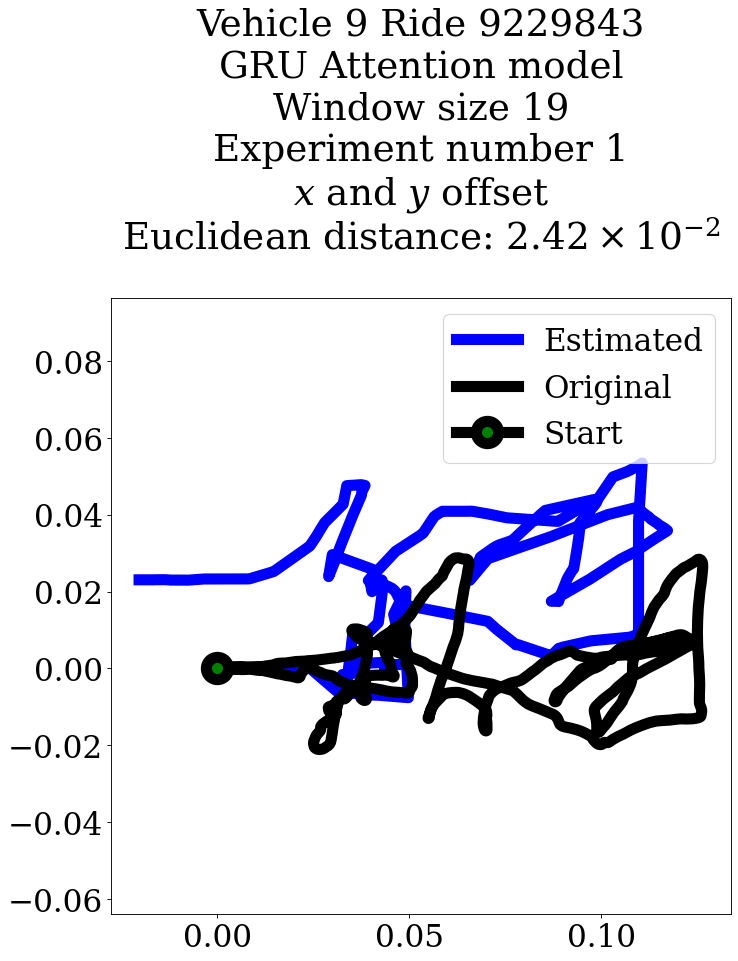 Vehicle 9 Ride 9229843
GRU Attention model
Window size 19
Experiment number 1
x and y offset
Euclidean distance: 2.42 × 10⁻²
Estimated
Original
Start
0.08
0.06
0.04
0.02
0.00
−0.02
−0.04
−0.06
0.00 0.05 0.10